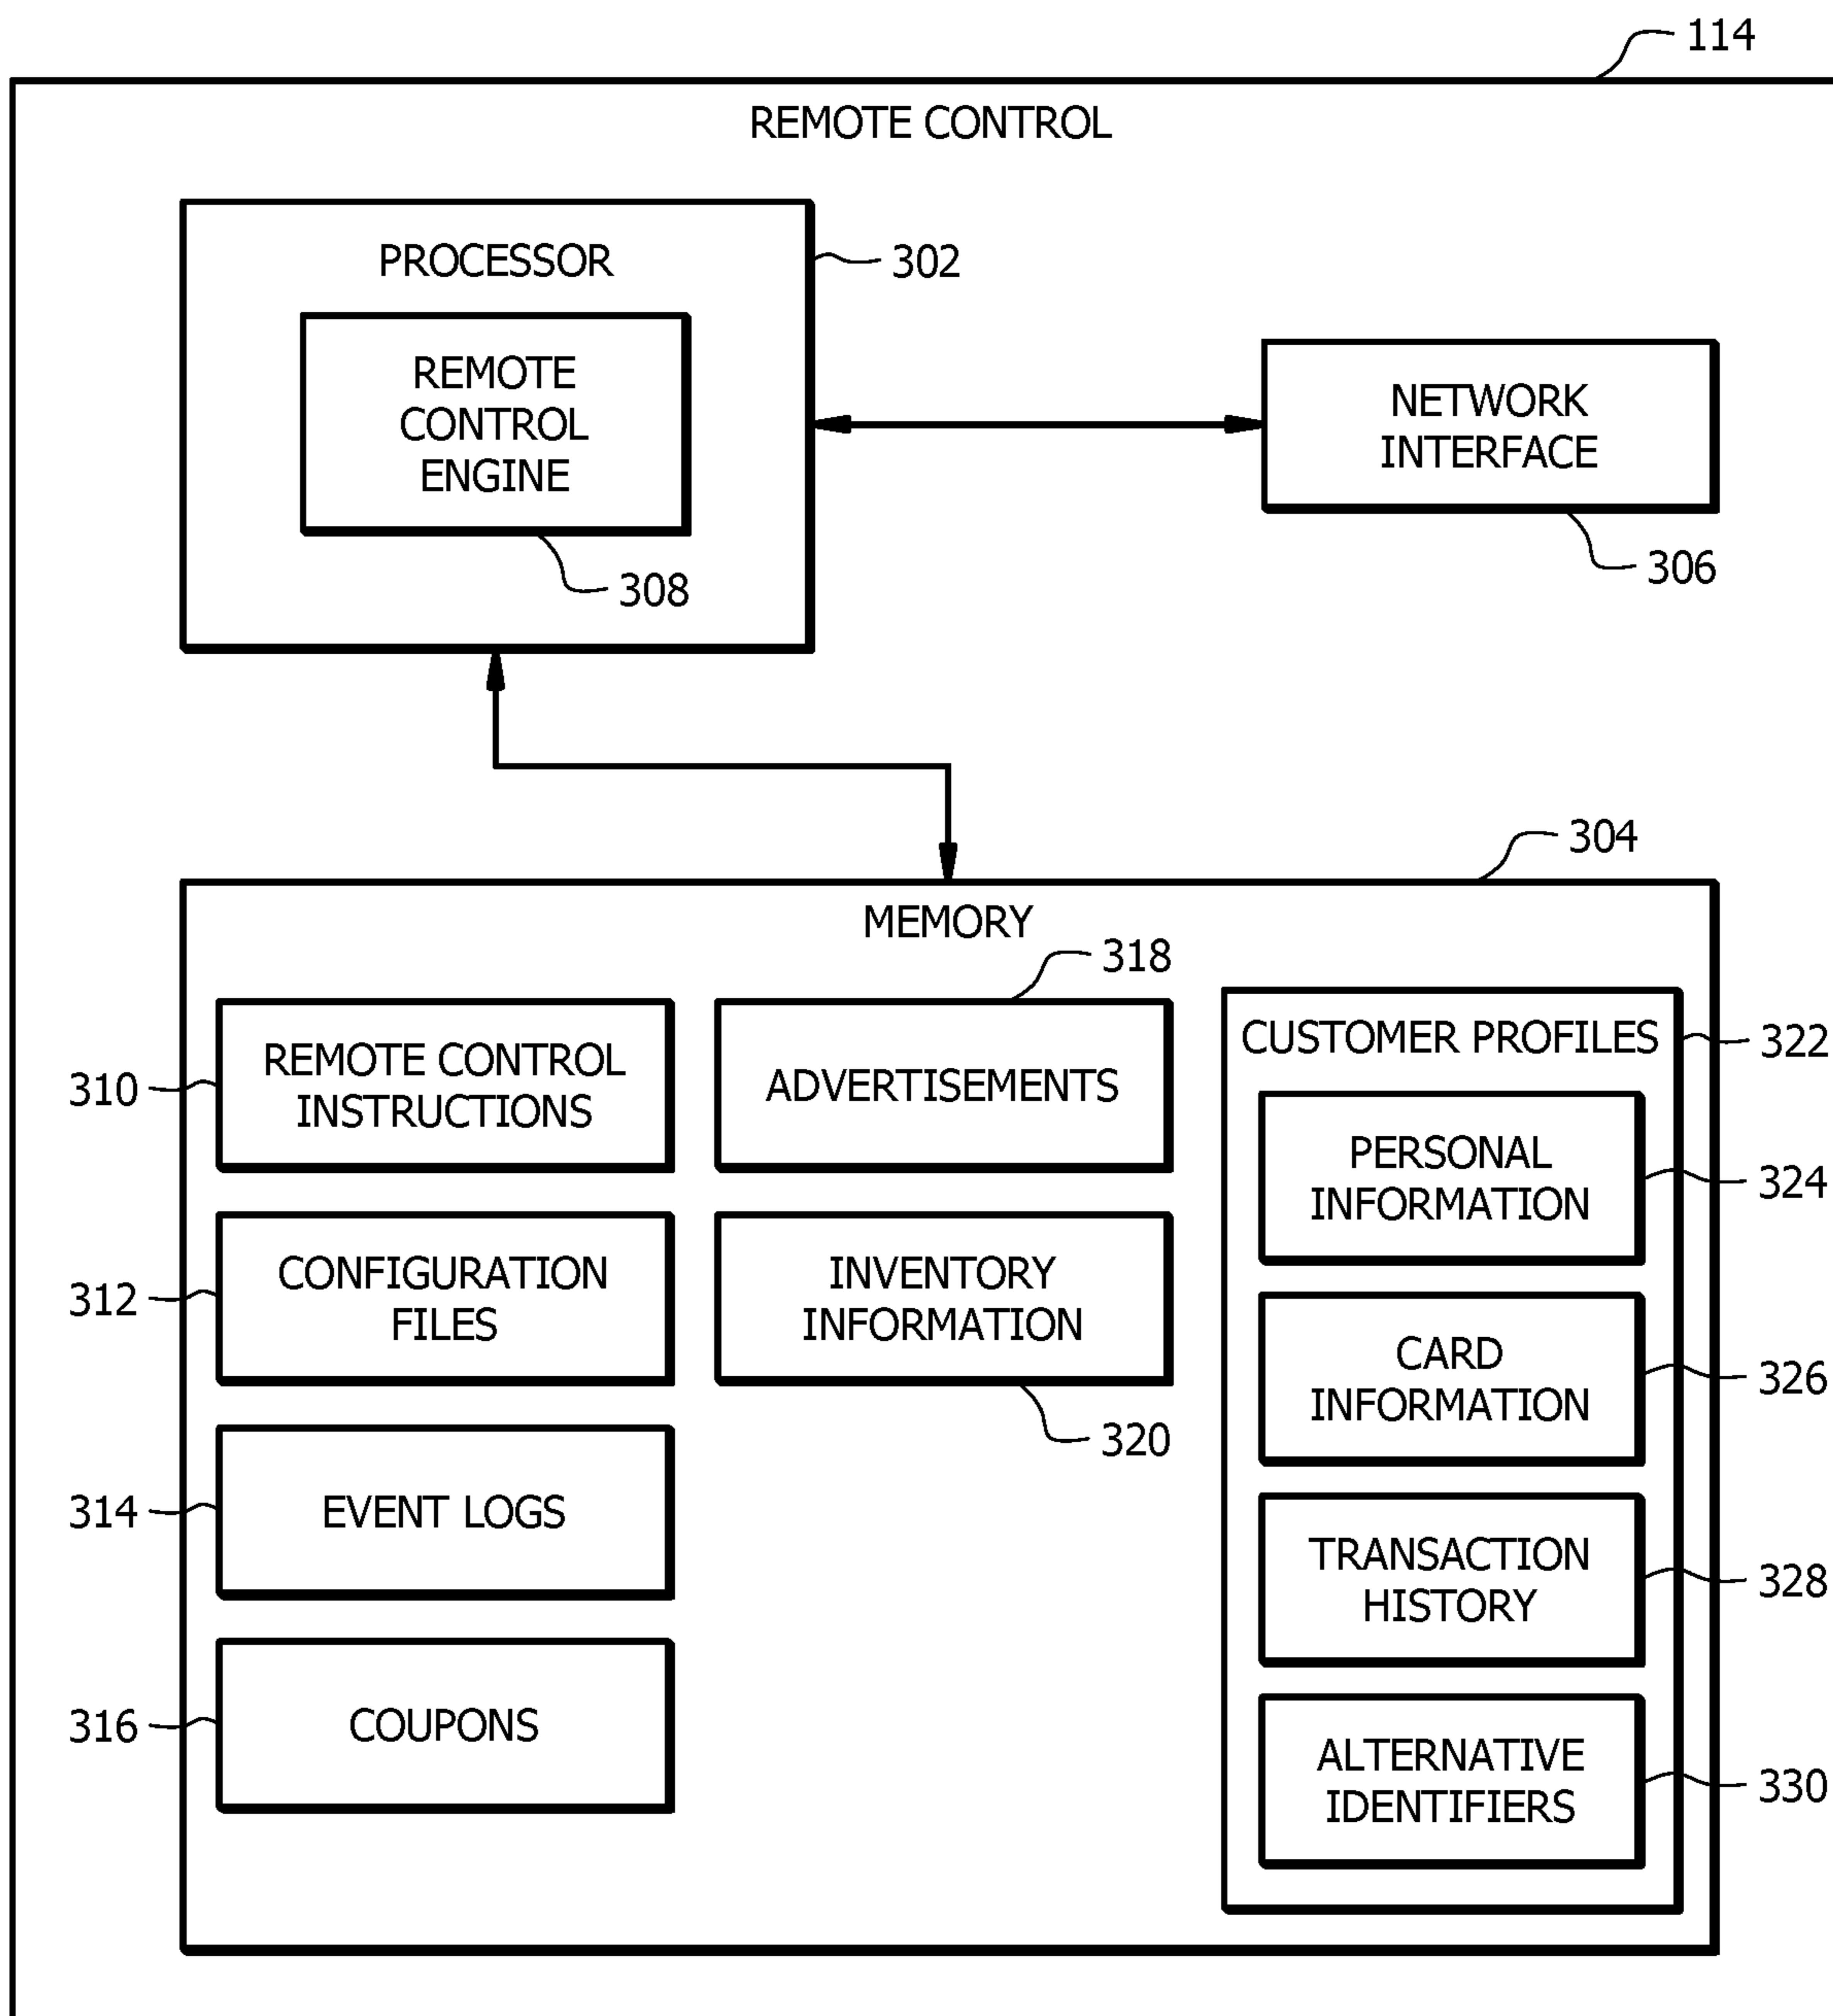 114
REMOTE CONTROL
PROCESSOR
302
REMOTE
CONTROL
ENGINE
308
NETWORK
INTERFACE
306
304
MEMORY
318
310
REMOTE CONTROL
INSTRUCTIONS
ADVERTISEMENTS
312
CONFIGURATION
FILES
INVENTORY
INFORMATION
320
314
EVENT LOGS
316
COUPONS
CUSTOMER PROFILES
322
PERSONAL
INFORMATION
324
CARD
INFORMATION
326
TRANSACTION
HISTORY
328
ALTERNATIVE
IDENTIFIERS
330